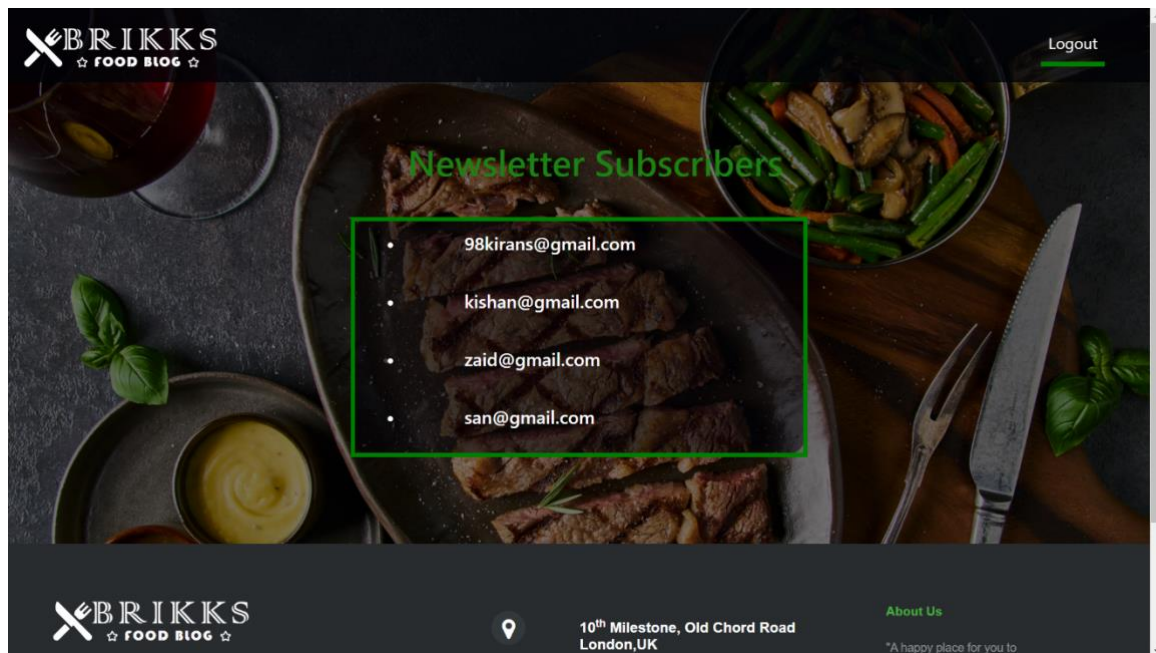 BRIKKS
☆ FOOD BLOG ☆
Logout
Newsletter Subscribers
• 98kirans@gmail.com
• kishan@gmail.com
• zaid@gmail.com
• san@gmail.com
BRIKKS
☆ FOOD BLOG ☆
10th Milestone, Old Chord Road
London,UK
About Us
"A happy place for you to